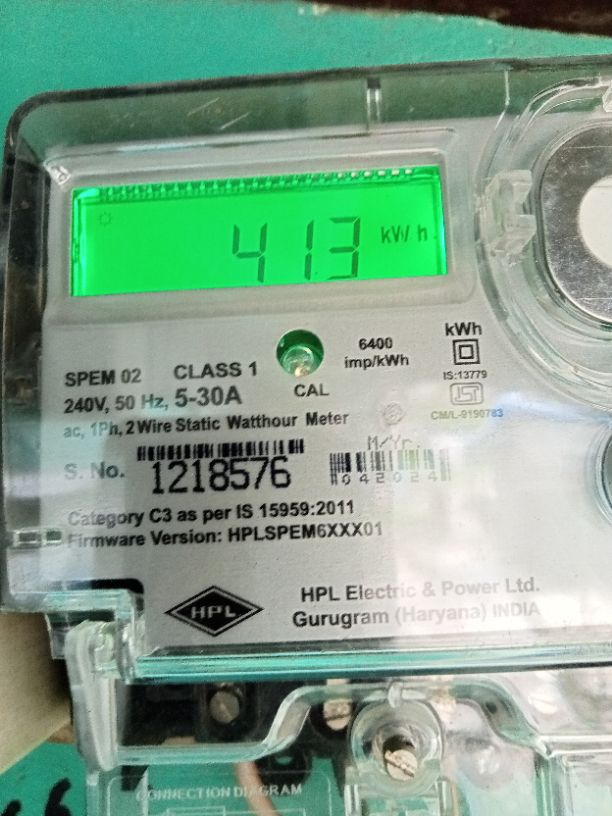 413 kWh
6400
imp/kWh
kWh
IS:13779
SPEM 02 CLASS 1
CAL
240V, 50 Hz, 5-30A
CM/L-9190783
ac, 1Ph, 2 Wire Static Watthour Meter
M/Yr.
S. No. 1218576
042024
Category C3 as per IS 15959:2011
Firmware Version: HPLSPEM6XXX01
HPL
HPL Electric & Power Ltd.
Gurugram (Haryana) INDIA
CONNECTION DIAGRAM